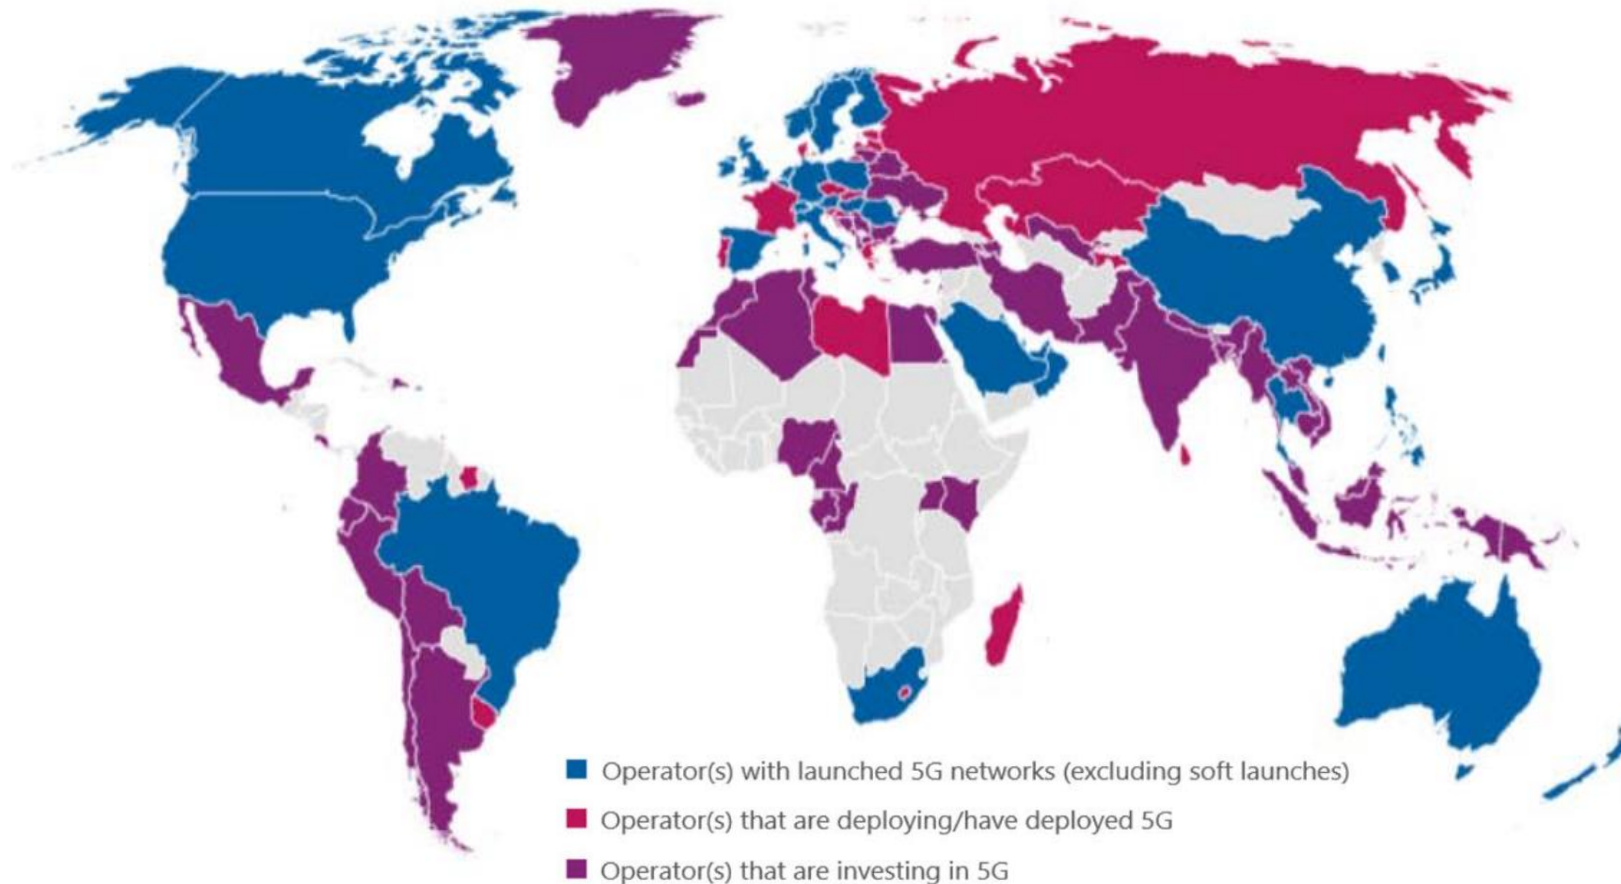 Operator(s) with launched 5G networks (excluding soft launches)
Operator(s) that are deploying/have deployed 5G
Operator(s) that are investing in 5G